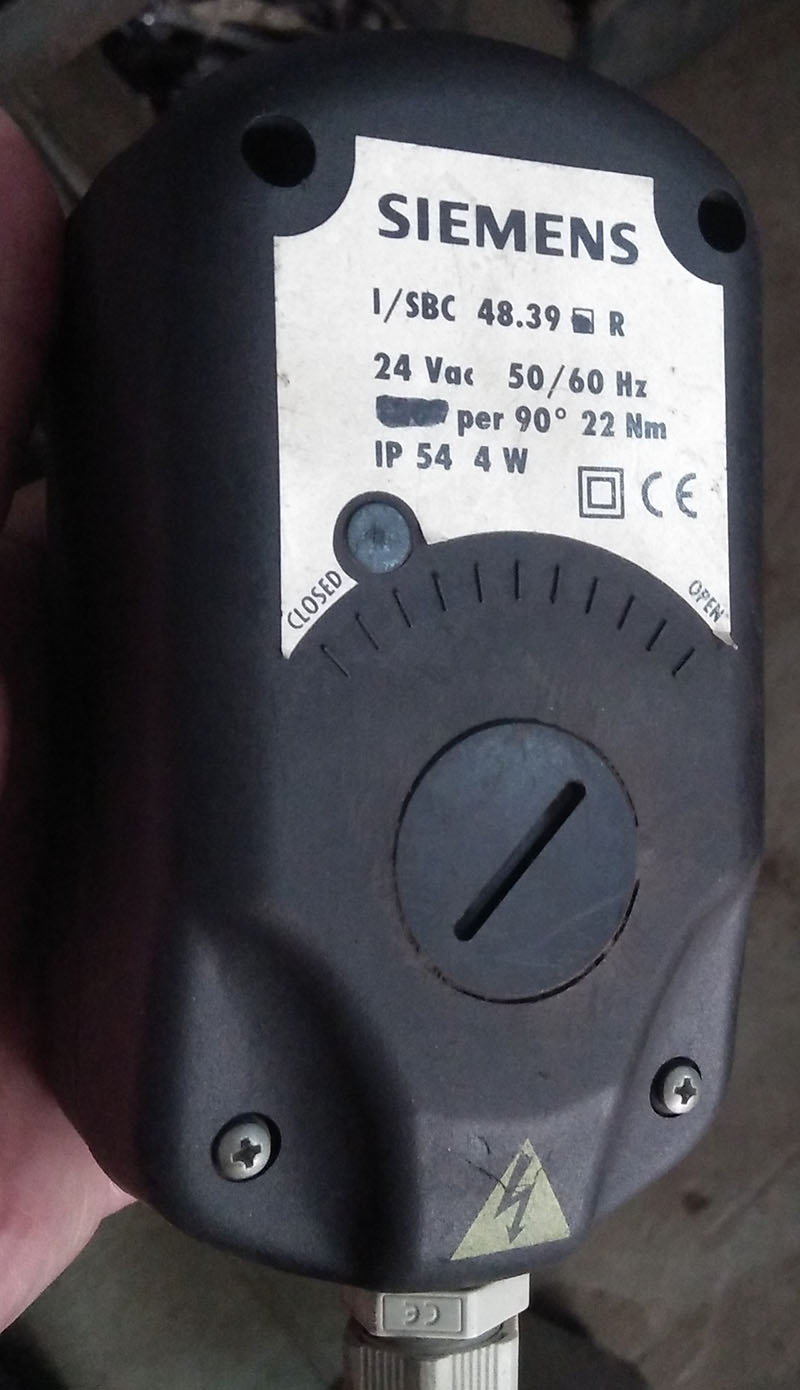 SIEMENS
I/SBC 48.39 R
24 Vac 50/60 Hz
per 90° 22 Nm
IP 54 4 W
CE
CLOSED
OPEN
CE